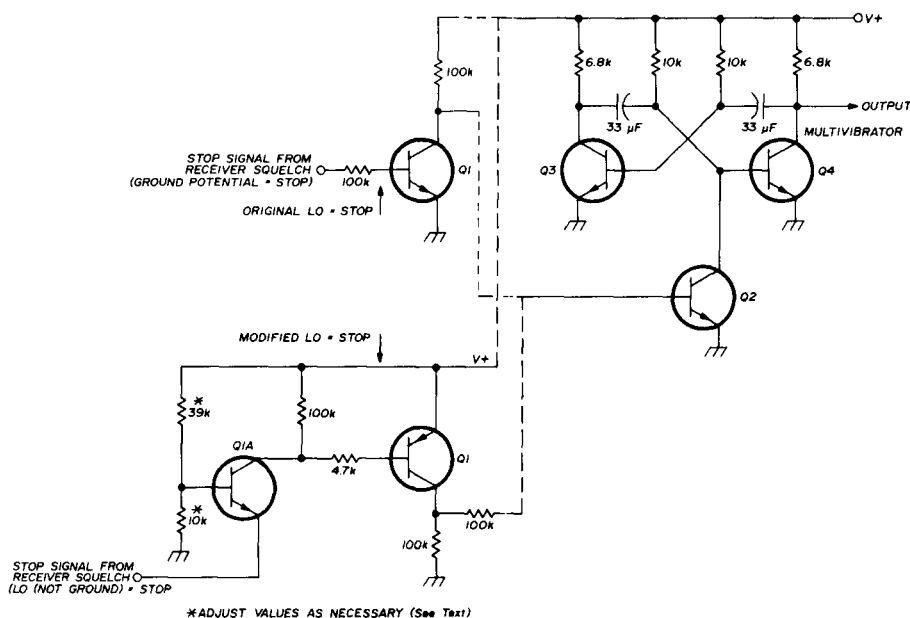 V+
100k
6.8k
10k
10k
6.8k
33 µF
33 µF
OUTPUT
MULTIVIBRATOR
STOP SIGNAL FROM
RECEIVER SQUELCH
(GROUND POTENTIAL = STOP)
100k
Q1
Q3
Q4
ORIGINAL LO = STOP
Q2
MODIFIED LO = STOP
V+
*
39k
100k
Q1A
4.7k
Q1
*
10k
100k
100k
STOP SIGNAL FROM
RECEIVER SQUELCH
(LO (NOT GROUND) = STOP
*ADJUST VALUES AS NECESSARY (See Text)